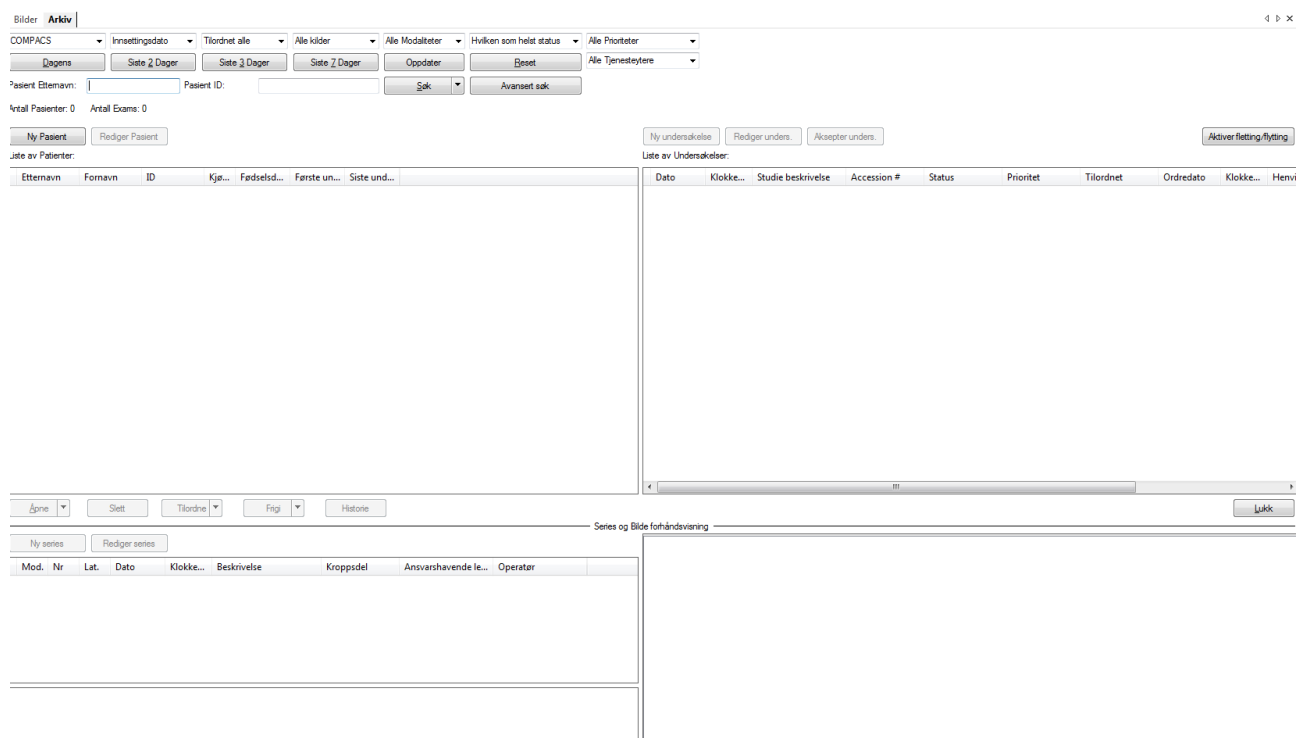 Bilder Arkiv
COMPACS Innsettingsdato Tilordnet alle Alle kilder Alle Modaliteter Hvilken som helst status Alle Prioriteter
Dagens Siste 2 Dager Siste 3 Dager Siste 7 Dager Oppdater Reset Alle Tjenesteytere
Pasient Etternavn: Pasient ID: Søk Avansert søk
Antall Pasienter: 0 Antall Exams: 0
Ny Pasient Rediger Pasient Ny undersøkelse Rediger unders. Aksepter unders. Aktiver fletting/flytting
Liste av Patienter: Liste av Undersøkelser:
Etternavn Fornavn ID Kjø... Fødselsd... Første un... Siste und... Dato Klokke... Studie beskrivelse Accession # Status Prioritet Tilordnet Ordredato Klokke... Henvi
Åpne Slett Tilordne Frigi Historie Lukk
Series og Bilde forhåndsvisning
Ny series Rediger series
Mod. Nr Lat. Dato Klokke... Beskrivelse Kroppsdel Ansvarshavende le... Operatør